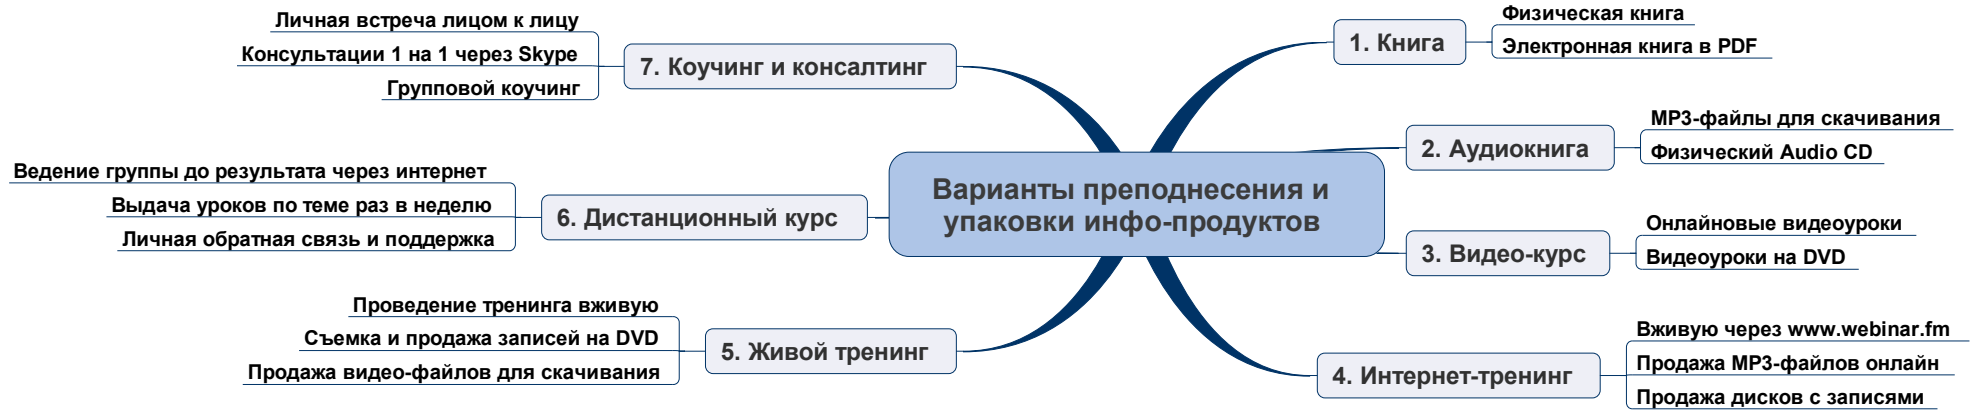 Варианты преподнесения и
упаковки инфо-продуктов
1. Книга
Физическая книга
Электронная книга в PDF
2. Аудиокнига
MP3-файлы для скачивания
Физический Audio CD
3. Видео-курс
Онлайновые видеоуроки
Видеоуроки на DVD
4. Интернет-тренинг
Вживую через www.webinar.fm
Продажа MP3-файлов онлайн
Продажа дисков с записями
5. Живой тренинг
Проведение тренинга вживую
Съемка и продажа записей на DVD
Продажа видео-файлов для скачивания
6. Дистанционный курс
Ведение группы до результата через интернет
Выдача уроков по теме раз в неделю
Личная обратная связь и поддержка
7. Коучинг и консалтинг
Личная встреча лицом к лицу
Консультации 1 на 1 через Skype
Групповой коучинг